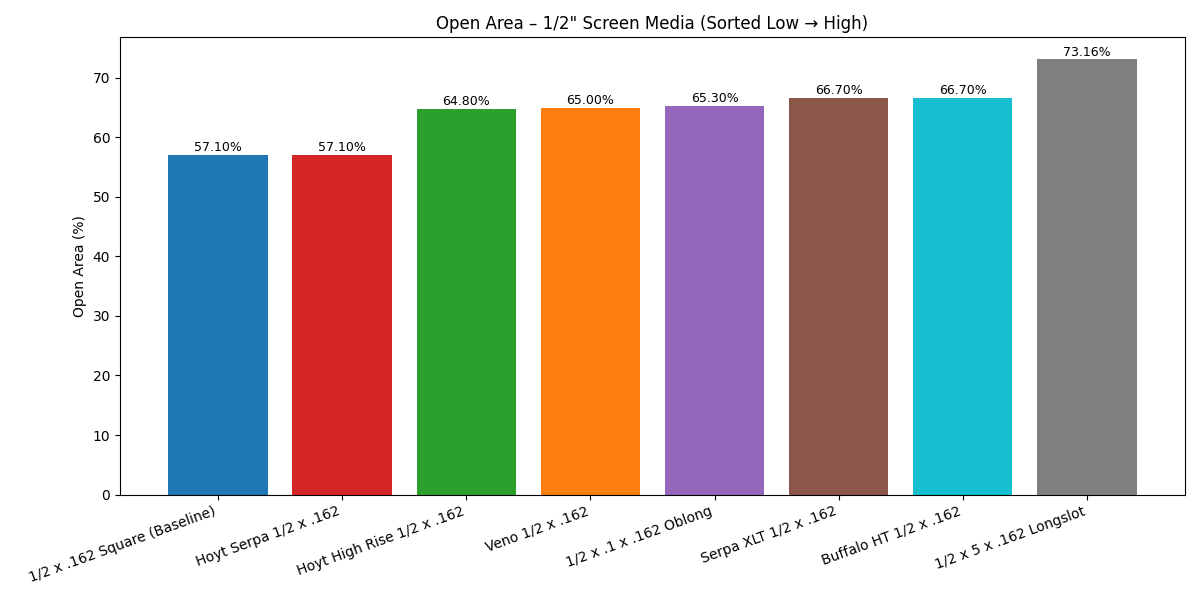 Open Area – 1/2" Screen Media (Sorted Low → High)
Open Area (%)
70
60
50
40
30
20
10
0
57.10%
57.10%
64.80%
65.00%
65.30%
66.70%
66.70%
73.16%
1/2 x .162 Square (Baseline)
Hoyt Serpa 1/2 x .162
Hoyt High Rise 1/2 x .162
Veno 1/2 x .162
1/2 x .1 x .162 Oblong
Serpa XLT 1/2 x .162
Buffalo HT 1/2 x .162
1/2 x 5 x .162 Longslot